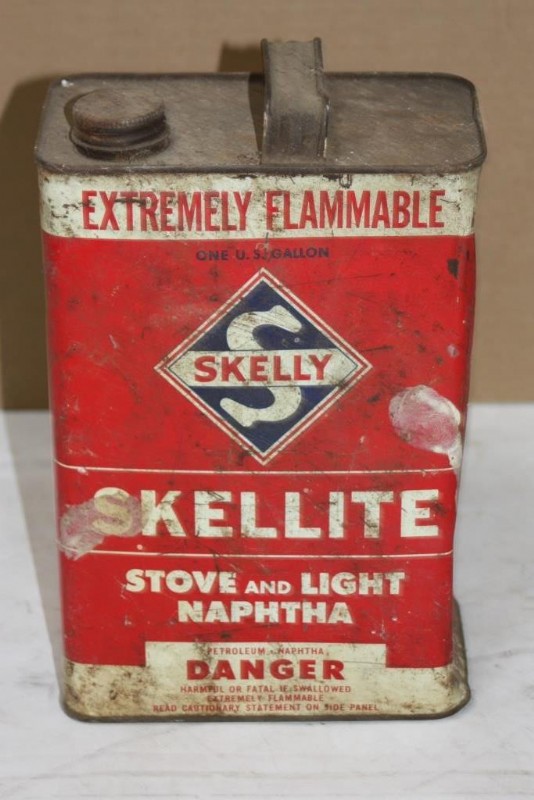 EXTREMELY FLAMMABLE
ONE U.S. GALLON
S
SKELLY
SKELLITE
STOVE AND LIGHT
NAPHTHA
PETROLEUM NAPHTHA
DANGER
HARMFUL OR FATAL IF SWALLOWED
EXTREMELY FLAMMABLE
READ CAUTIONARY STATEMENT ON SIDE PANEL